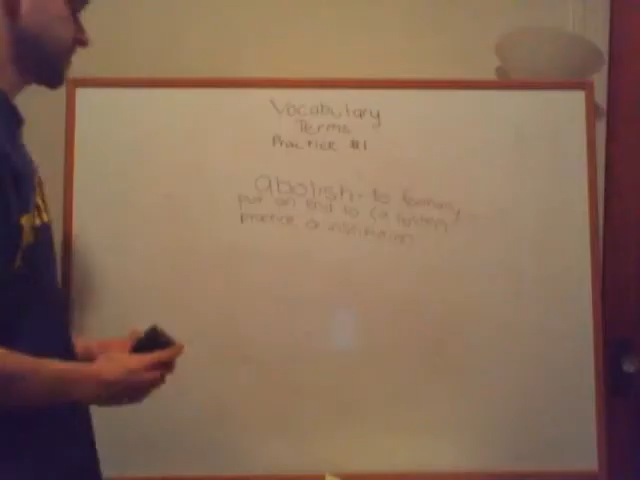 Vocabulary
Terms
Practice #1
abolish - to formally
put an end to (a system,
practice or institution